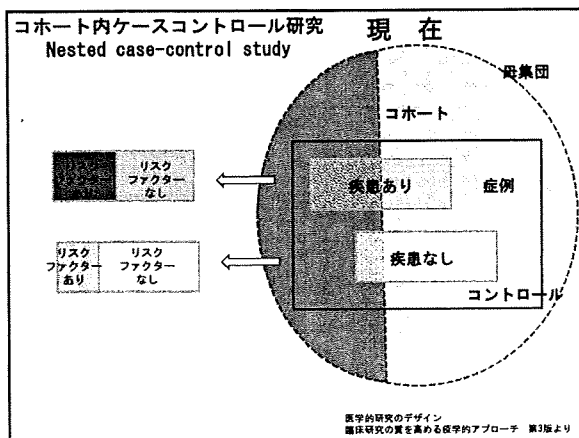 コホート内ケースコントロール研究
Nested case-control study
現 在
母集団
コホート
リスク
ファクター
なし
疾患あり
症例
リスク
ファクター
あり
リスク
ファクター
なし
疾患なし
コントロール
医学的研究のデザイン
臨床研究の質を高める疫学的アプローチ 第3版より